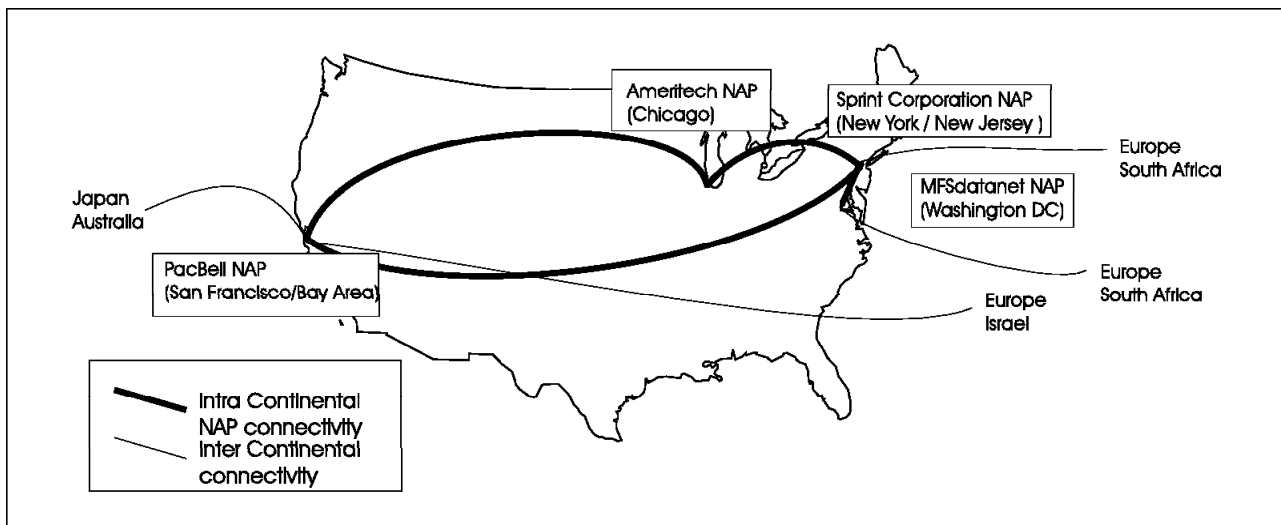 Ameritech NAP
(Chicago)
Sprint Corporation NAP
(New York / New Jersey )
Europe
South Africa
MFSdatanet NAP
(Washington DC)
Japan
Australia
PacBell NAP
(San Francisco/Bay Area)
Europe
South Africa
Europe
Israel
Intra Continental
NAP connectivity
Inter Continental
connectivity